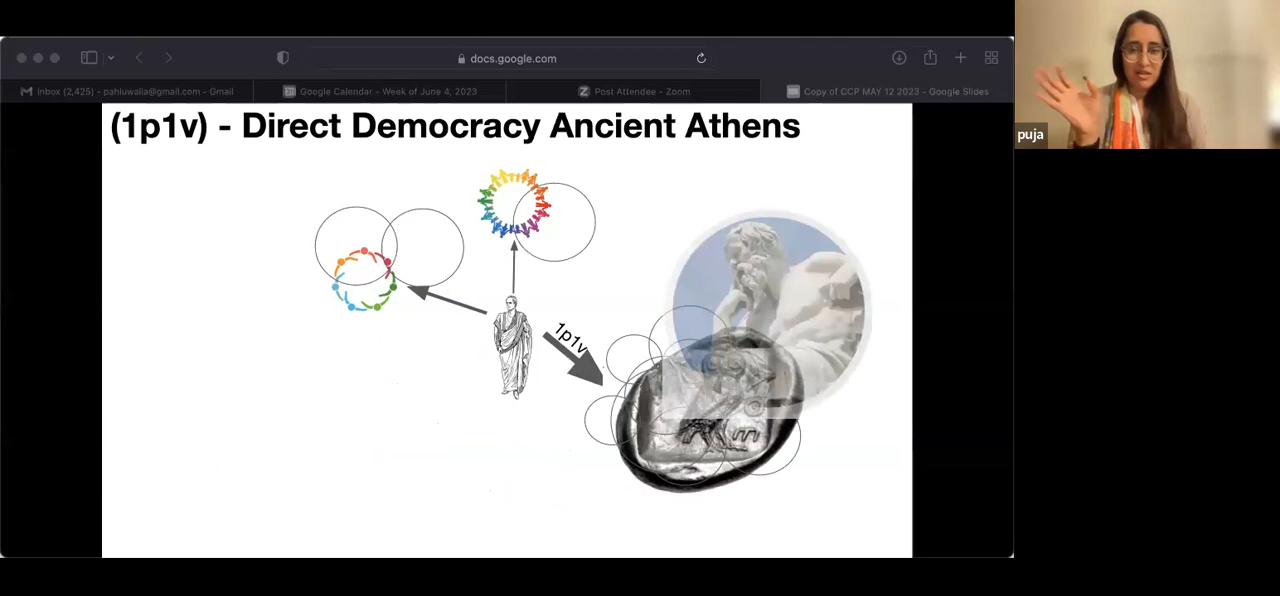 docs.google.com
Inbox (2,425) - pahluwalia@gmail.com - Gmail
Google Calendar - Week of June 4, 2023
Post Attendee - Zoom
Copy of CCP MAY 12 2023 - Google Slides
(1p1v) - Direct Democracy Ancient Athens
1p1v
puja